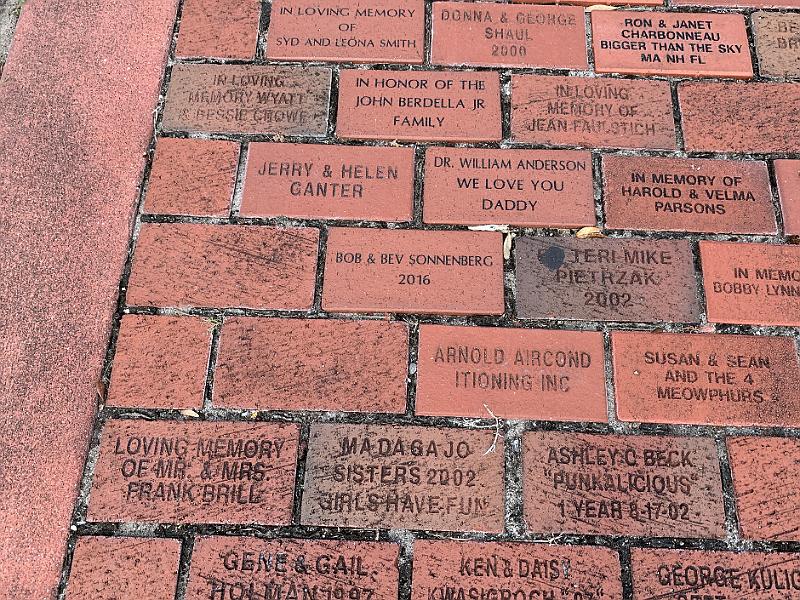 IN LOVING MEMORY
OF
SYD AND LEONA SMITH
DONNA & GEORGE
SHAUL
2000
RON & JANET
CHARBONNEAU
BIGGER THAN THE SKY
MA NH FL
IN LOVING
MEMORY WYATT
& BESSIE CROWE
IN HONOR OF THE
JOHN BERDELLA JR
FAMILY
IN LOVING
MEMORY OF
JEAN FAULSTICH
JERRY & HELEN
GANTER
DR. WILLIAM ANDERSON
WE LOVE YOU
DADDY
IN MEMORY OF
HAROLD & VELMA
PARSONS
BOB & BEV SONNENBERG
2016
TERI MIKE
PIETRZAK
2002
IN MEMO
BOBBY LYNN
ARNOLD AIRCOND
ITIONING INC
SUSAN & SEAN
AND THE 4
MEOWPHURS
LOVING MEMORY
OF MR. & MRS.
FRANK BRILL
MADAGAJO
SISTERS 2002
GIRLS HAVE FUN
ASHLEY C BECK
"PUNKALICIOUS"
1 YEAR 8-17-02
GENE & GAIL
HOLMAN 1997
KEN & DAISY
GEORGE KULIC